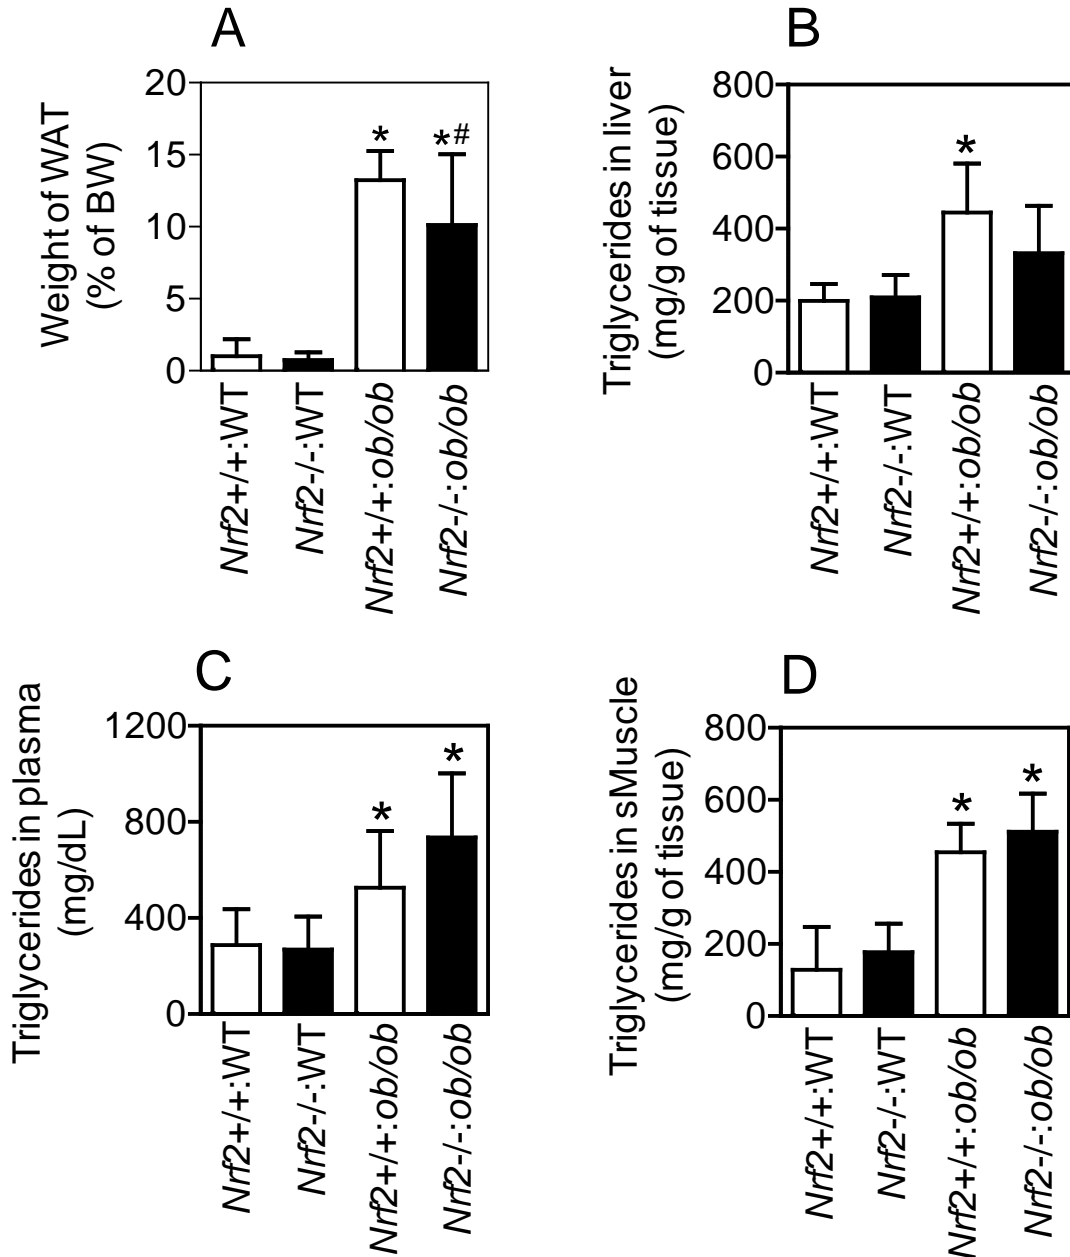 A
Weight of WAT
(% of BW)
20
15
10
5
0
*
*#
Nrf2+/+:WT
Nrf2-/-:WT
Nrf2+/+:ob/ob
Nrf2-/-:ob/ob
B
Triglycerides in liver
(mg/g of tissue)
800
600
400
200
0
*
Nrf2+/+:WT
Nrf2-/-:WT
Nrf2+/+:ob/ob
Nrf2-/-:ob/ob
C
Triglycerides in plasma
(mg/dL)
1200
800
400
0
*
*
Nrf2+/+:WT
Nrf2-/-:WT
Nrf2+/+:ob/ob
Nrf2-/-:ob/ob
D
Triglycerides in sMuscle
(mg/g of tissue)
800
600
400
200
0
*
*
Nrf2+/+:WT
Nrf2-/-:WT
Nrf2+/+:ob/ob
Nrf2-/-:ob/ob